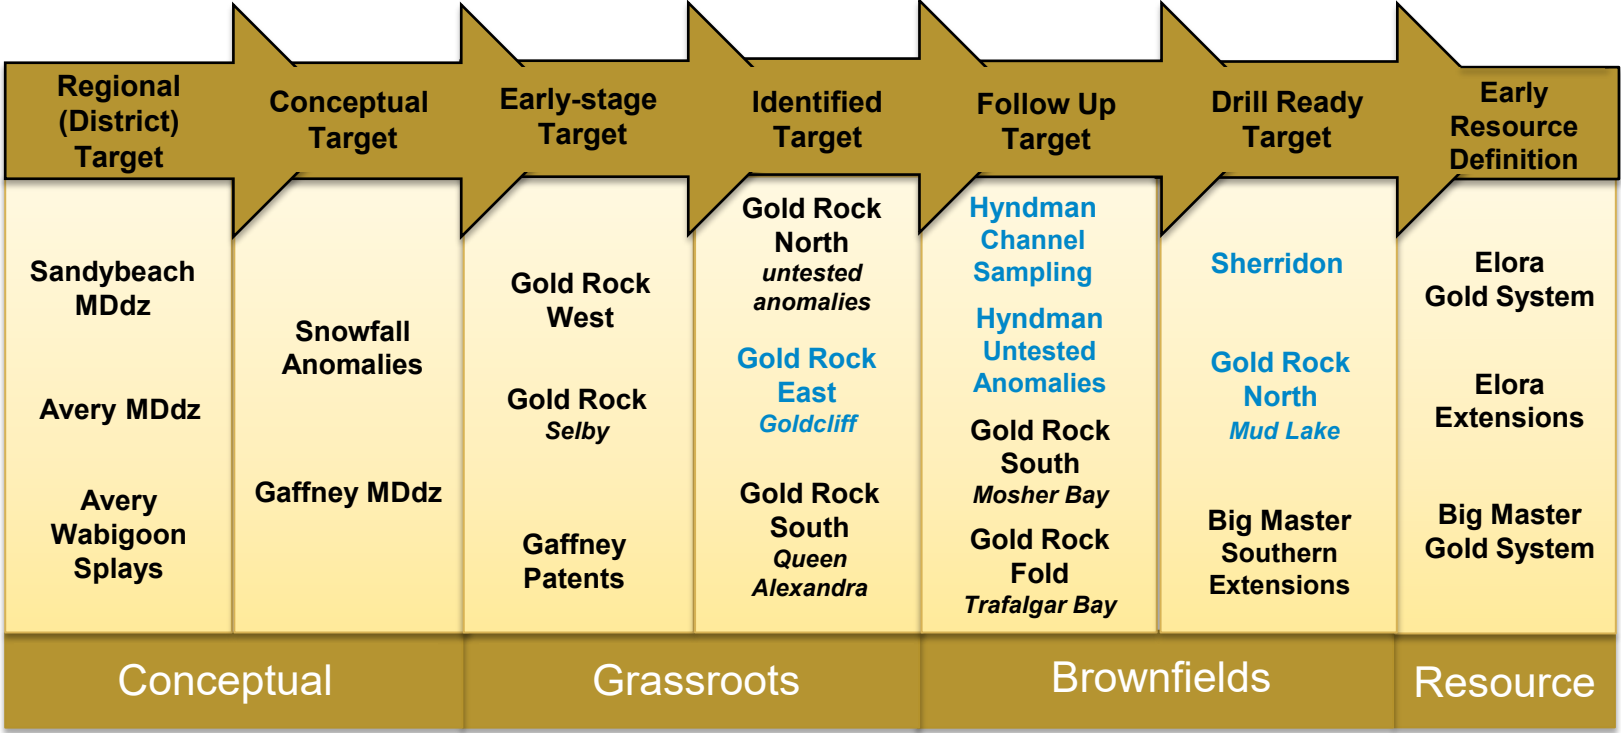 Regional
(District)
Target
Conceptual
Target
Early-stage
Target
Identified
Target
Follow Up
Target
Drill Ready
Target
Early
Resource
Definition
Sandybeach
MDdz
Avery MDdz
Avery
Wabigoon
Splays
Snowfall
Anomalies
Gaffney MDdz
Gold Rock
West
Gold Rock
Selby
Gaffney
Patents
Gold Rock
North
untested
anomalies
Gold Rock
East
Goldcliff
Gold Rock
South
Queen
Alexandra
Hyndman
Channel
Sampling
Hyndman
Untested
Anomalies
Gold Rock
South
Mosher Bay
Gold Rock
Fold
Trafalgar Bay
Sherridon
Gold Rock
North
Mud Lake
Big Master
Southern
Extensions
Elora
Gold System
Elora
Extensions
Big Master
Gold System
Conceptual
Grassroots
Brownfields
Resource